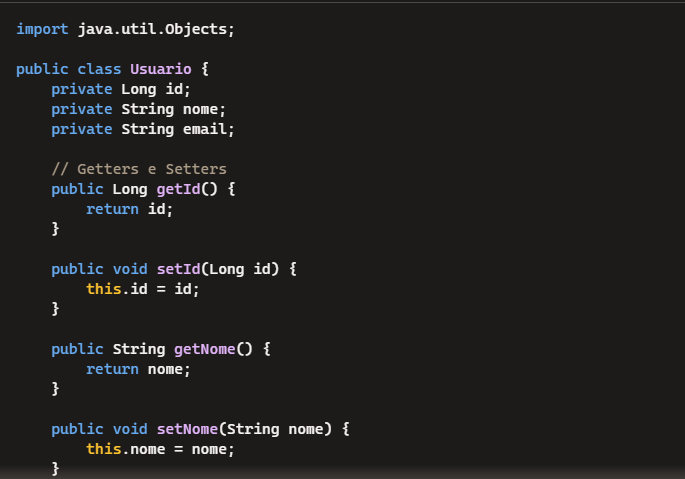 import java.util.Objects;
public class Usuario {
    private Long id;
    private String nome;
    private String email;
    // Getters e Setters
    public Long getId() {
        return id;
    }
    public void setId(Long id) {
        this.id = id;
    }
    public String getNome() {
        return nome;
    }
    public void setNome(String nome) {
        this.nome = nome;
    }